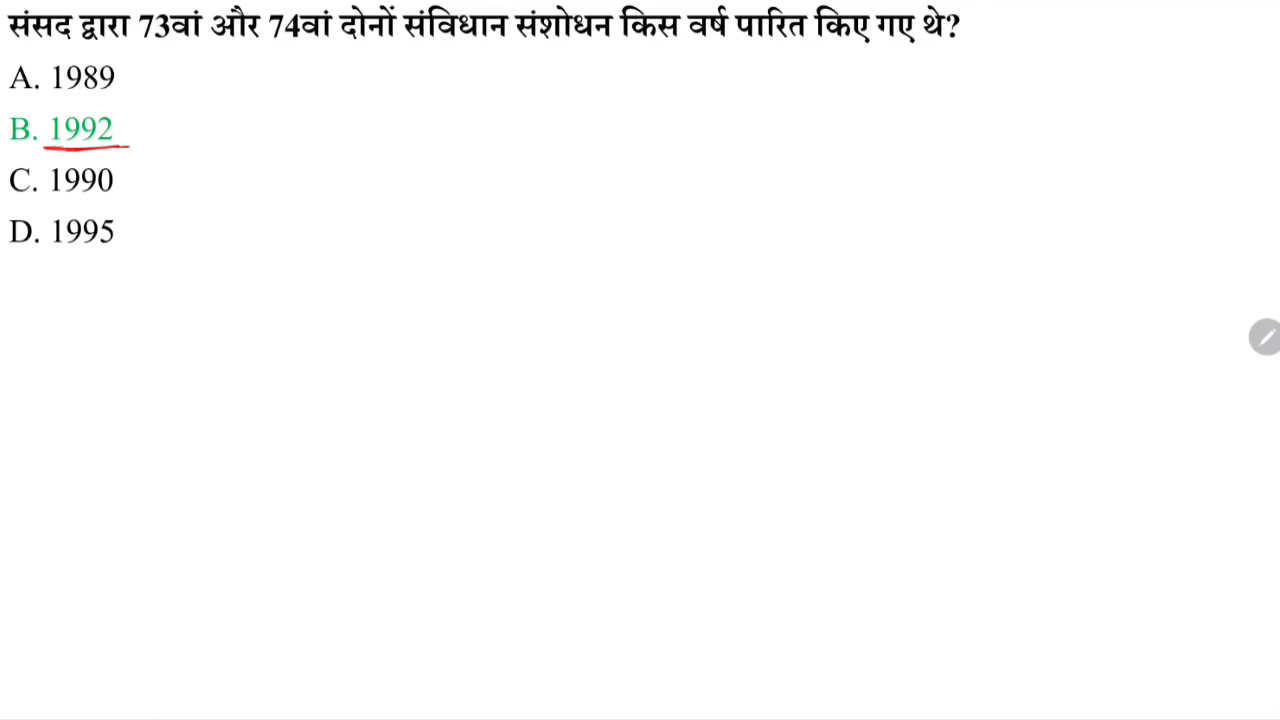 संसद द्वारा 73वां और 74वां दोनों संविधान संशोधन किस वर्ष पारित किए गए थे?
A. 1989
B. 1992
C. 1990
D. 1995